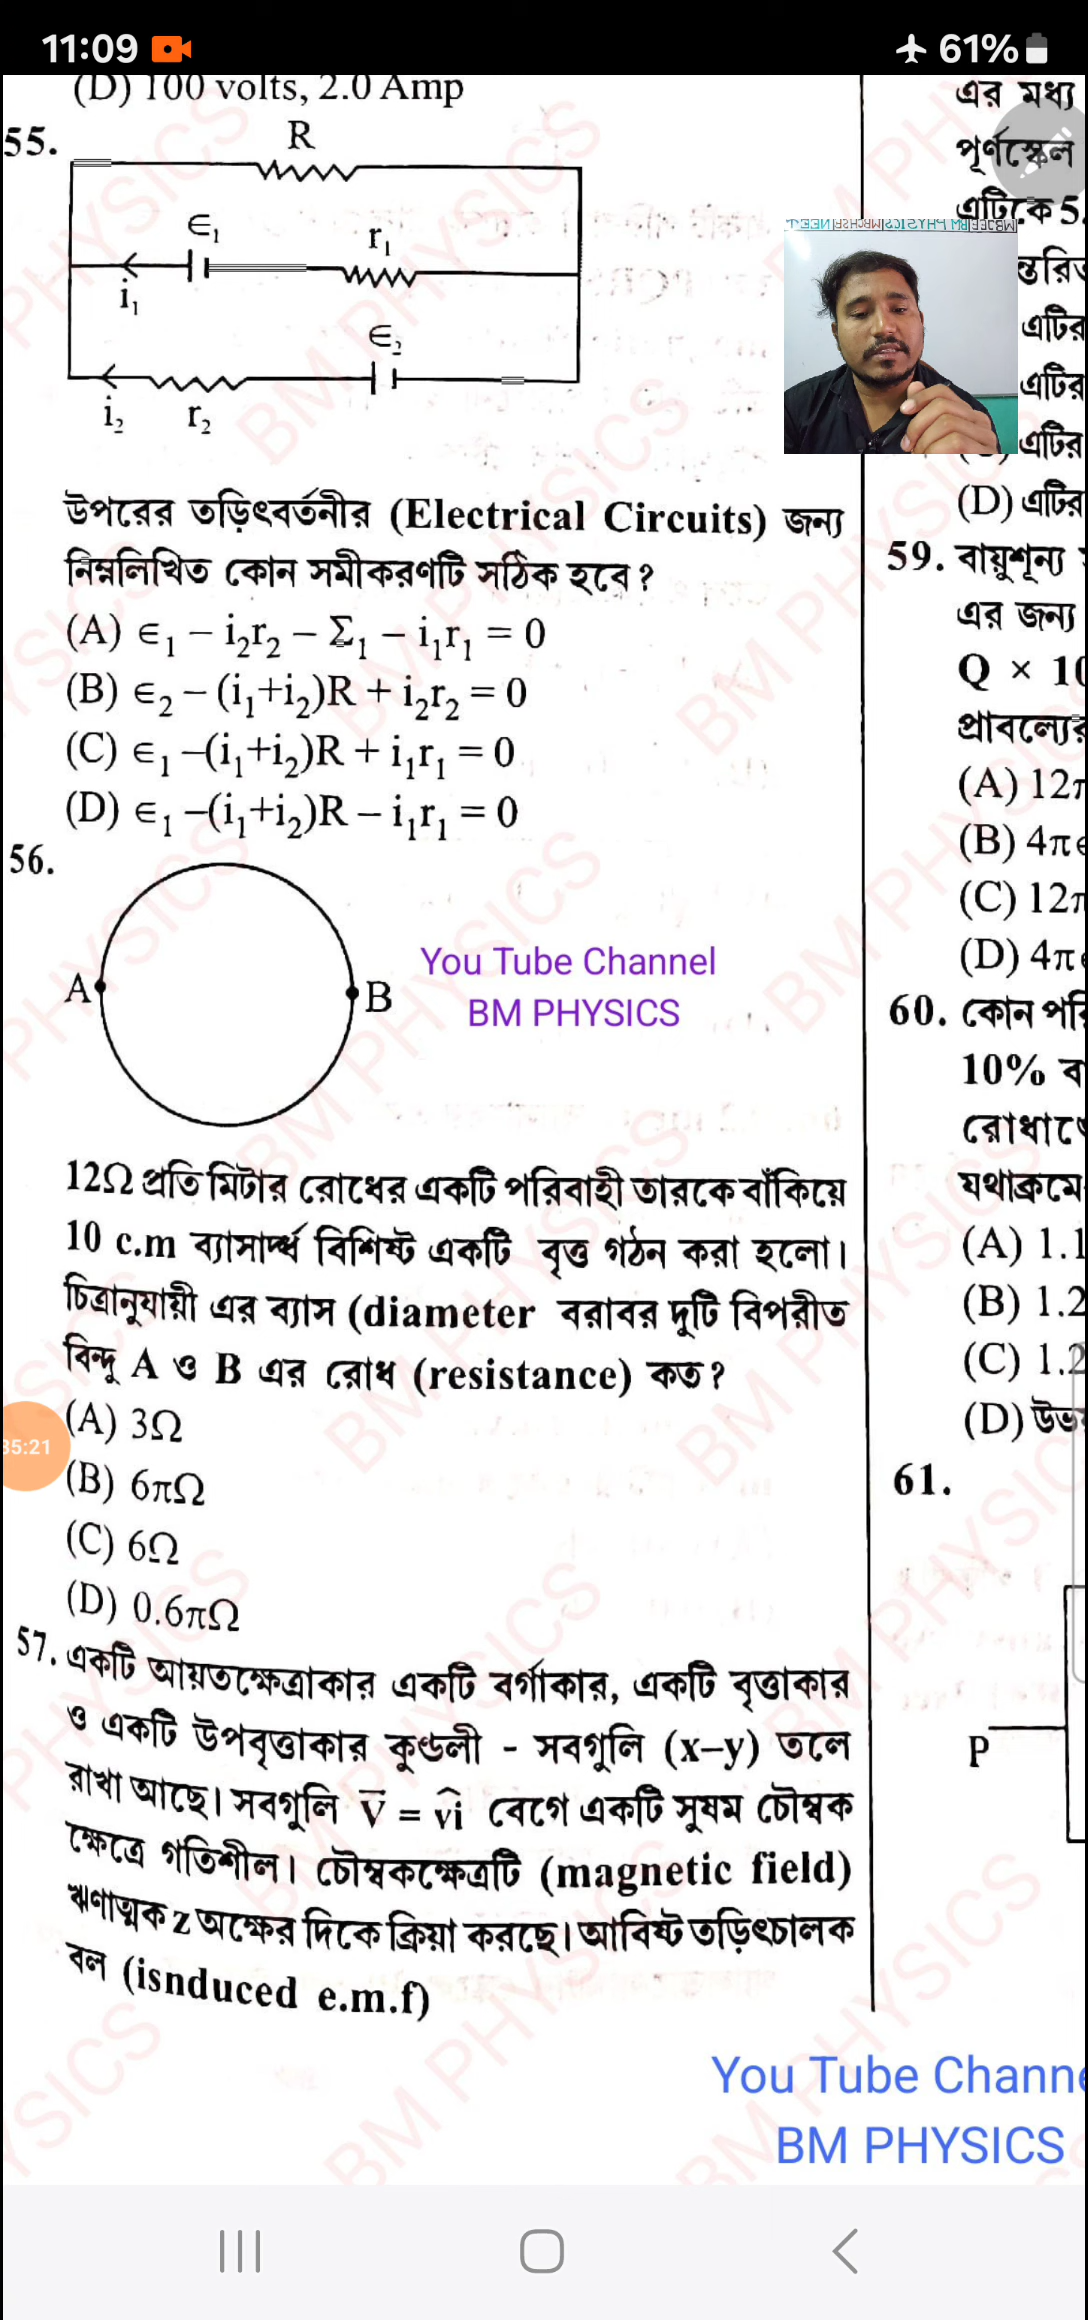 11:09
61%
(D) 100 volts, 2.0 Amp
55.
R
∈₁
r₁
i₁
∈₂
i₂
r₂
উপরের তড়িৎবর্তনীর (Electrical Circuits) জন্য
নিম্নলিখিত কোন সমীকরণটি সঠিক হবে ?
(A) ∈₁ – i₂r₂ – Σ₁ – i₁r₁ = 0
(B) ∈₂ – (i₁+i₂)R + i₂r₂ = 0
(C) ∈₁ –(i₁+i₂)R + i₁r₁ = 0
(D) ∈₁ –(i₁+i₂)R – i₁r₁ = 0
56.
A
B
You Tube Channel
BM PHYSICS
12Ω প্রতি মিটার রোধের একটি পরিবাহী তারকে বাঁকিয়ে
10 c.m ব্যাসার্ধ্ব বিশিষ্ট একটি বৃত্ত গঠন করা হলো।
চিত্রানুযায়ী এর ব্যাস (diameter বরাবর দুটি বিপরীত
বিন্দু A ও B এর রোধ (resistance) কত ?
(A) 3Ω
35:21
(B) 6πΩ
(C) 6Ω
(D) 0.6πΩ
57. একটি আয়তক্ষেত্রাকার একটি বর্গাকার, একটি বৃত্তাকার
ও একটি উপবৃত্তাকার কুণ্ডলী - সবগুলি (x–y) তলে
রাখা আছে। সবগুলি V̅ = vî বেগে একটি সুষম চৌম্বক
ক্ষেত্রে গতিশীল। চৌম্বকক্ষেত্রটি (magnetic field)
ঋণাত্মক z অক্ষের দিকে ক্রিয়া করছে। আবিষ্ট তড়িৎচালক
বল (isnduced e.m.f)
এর মধ্য
পূর্ণস্কেল
এটিকে 5
এটির
এটির
এটির
(D) এটির
59. বায়ুশূন্য
এর জন্য
Q × 10
প্রাবল্যের
(A) 12π
(B) 4π
(C) 12π
(D) 4π
60. কোন
10%
যথাক্রমে
(A) 1.1
(B) 1.2
(C) 1.2
(D)
61.
P
You Tube Channe
BM PHYSICS